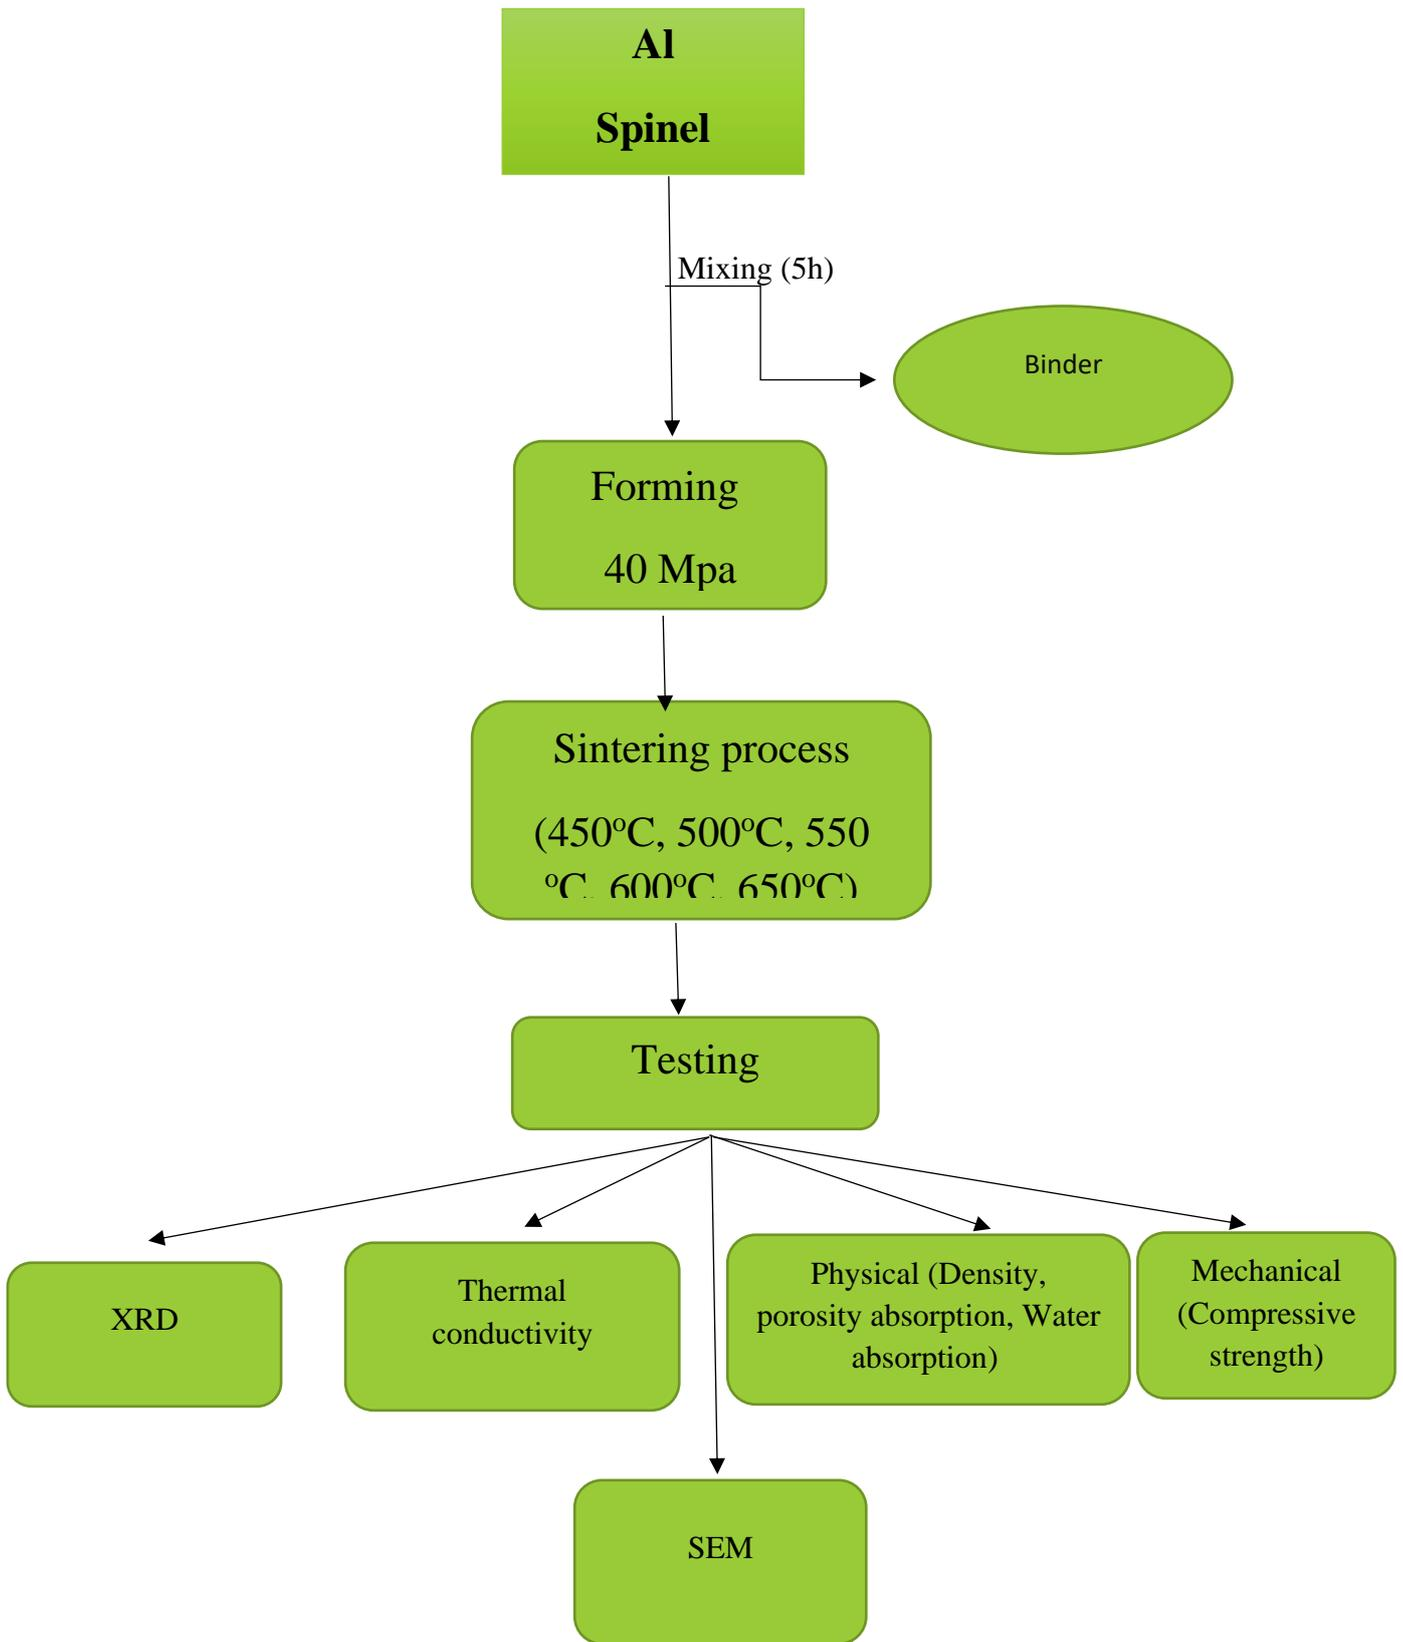 Al
Spinel
Mixing (5h)
Binder
Forming
40 Mpa
Sintering process
(450ºC, 500ºC, 550
ºC, 600ºC, 650ºC)
Testing
XRD
Thermal
conductivity
Physical (Density,
porosity absorption, Water
absorption)
Mechanical
(Compressive
strength)
SEM